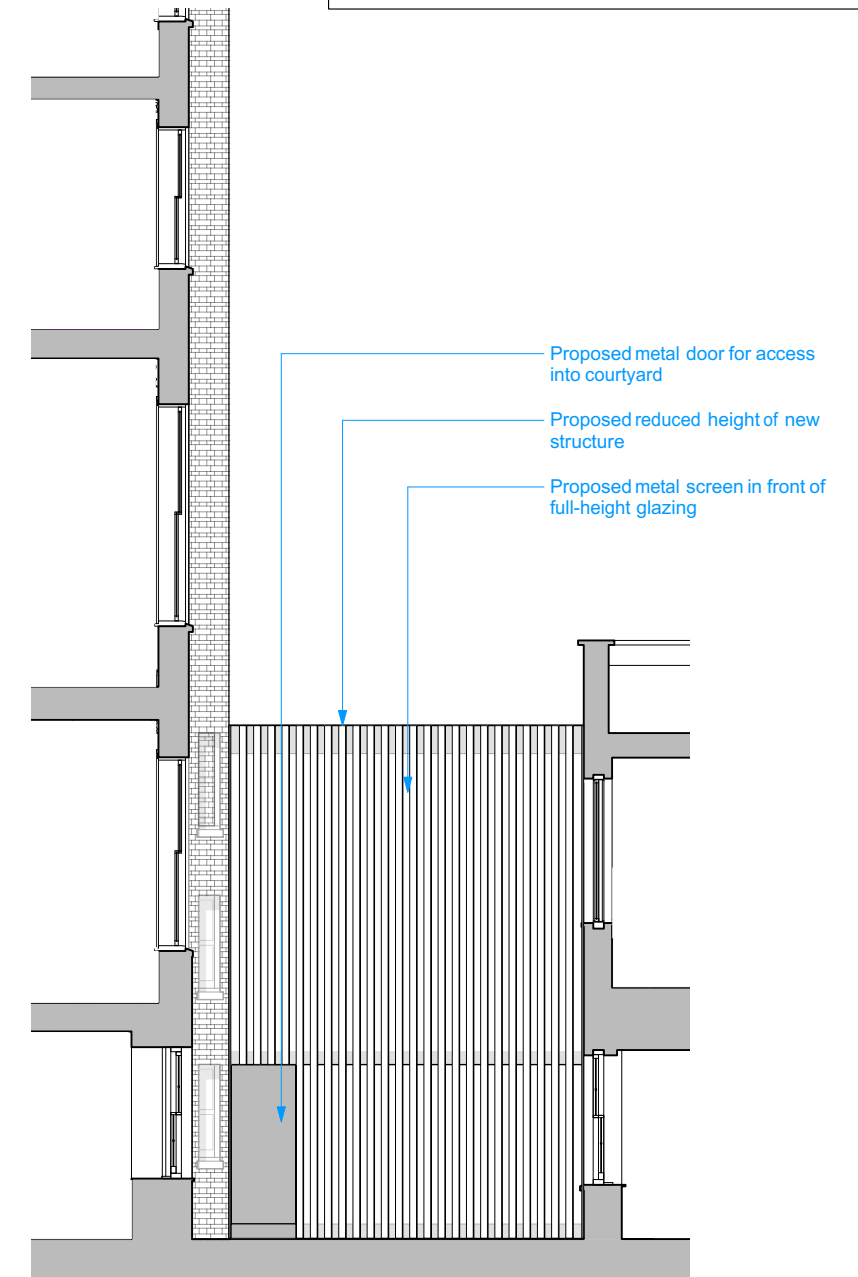 Proposed metal door for access
into courtyard
Proposed reduced height of new
structure
Proposed metal screen in front of
full-height glazing